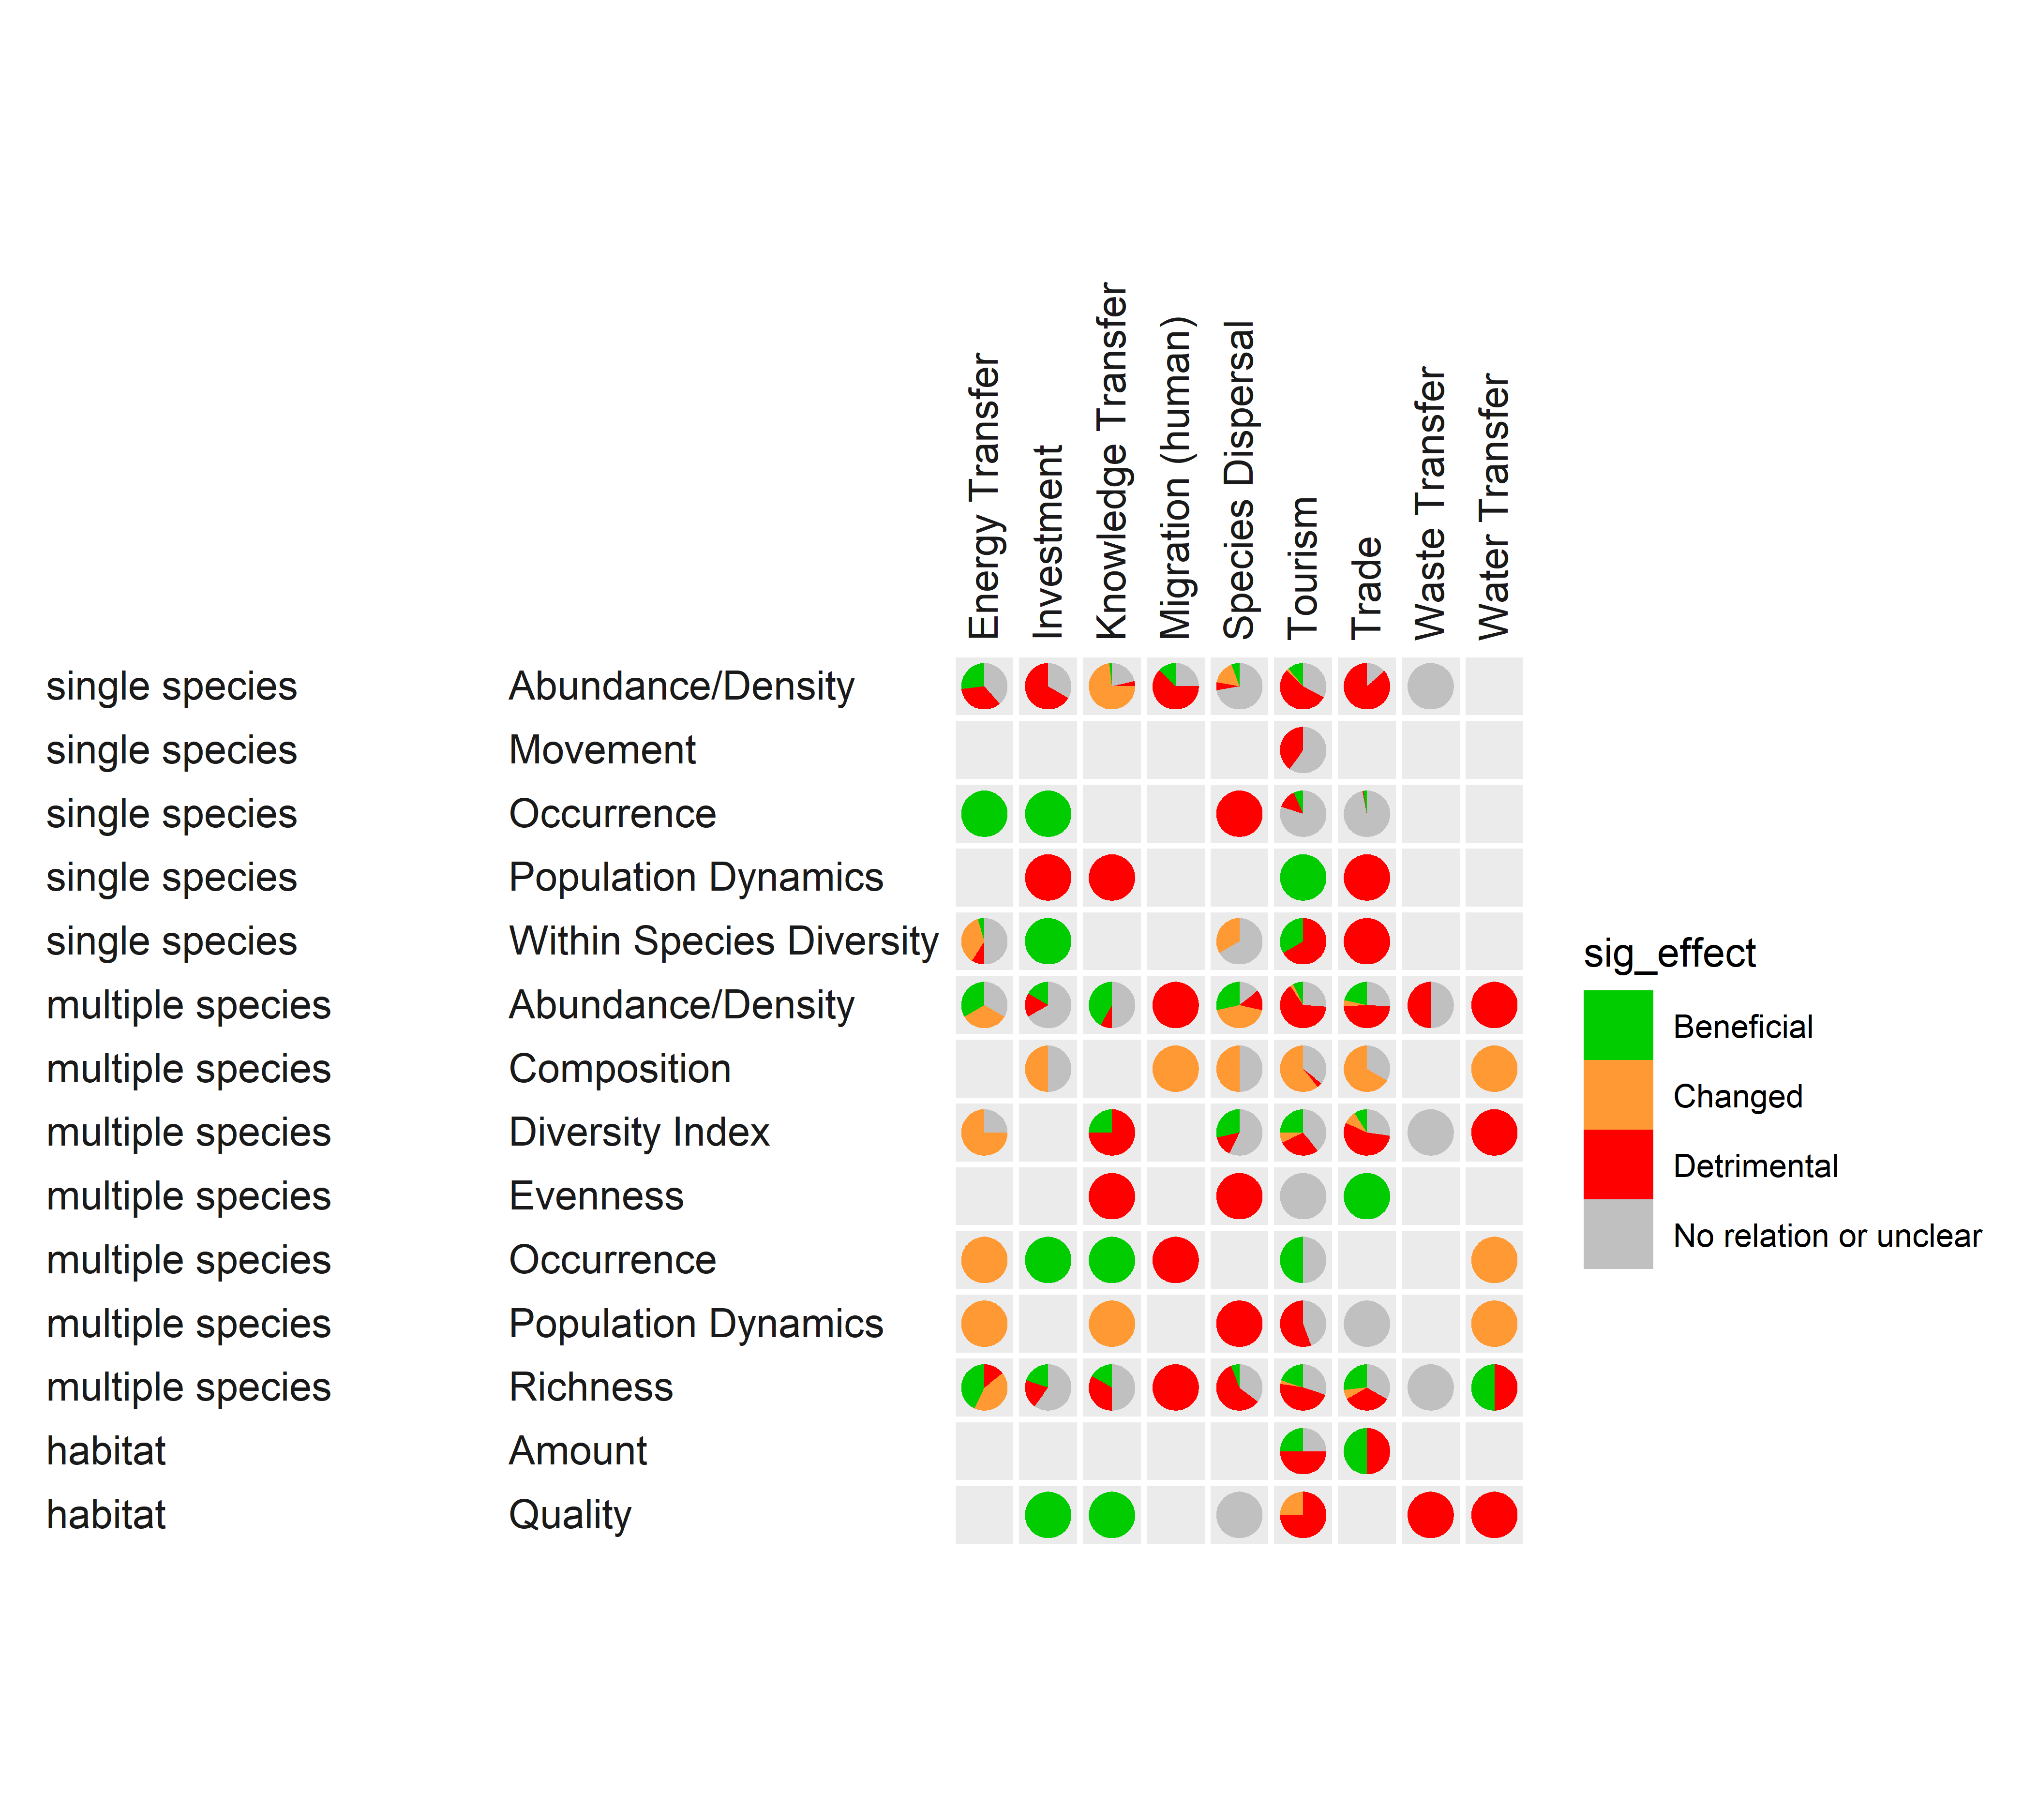 Energy Transfer
Investment
Knowledge Transfer
Migration (human)
Species Dispersal
Tourism
Trade
Waste Transfer
Water Transfer
single species Abundance/Density
single species Movement
single species Occurrence
single species Population Dynamics
single species Within Species Diversity
multiple species Abundance/Density
multiple species Composition
multiple species Diversity Index
multiple species Evenness
multiple species Occurrence
multiple species Population Dynamics
multiple species Richness
habitat Amount
habitat Quality
sig_effect
Beneficial
Changed
Detrimental
No relation or unclear